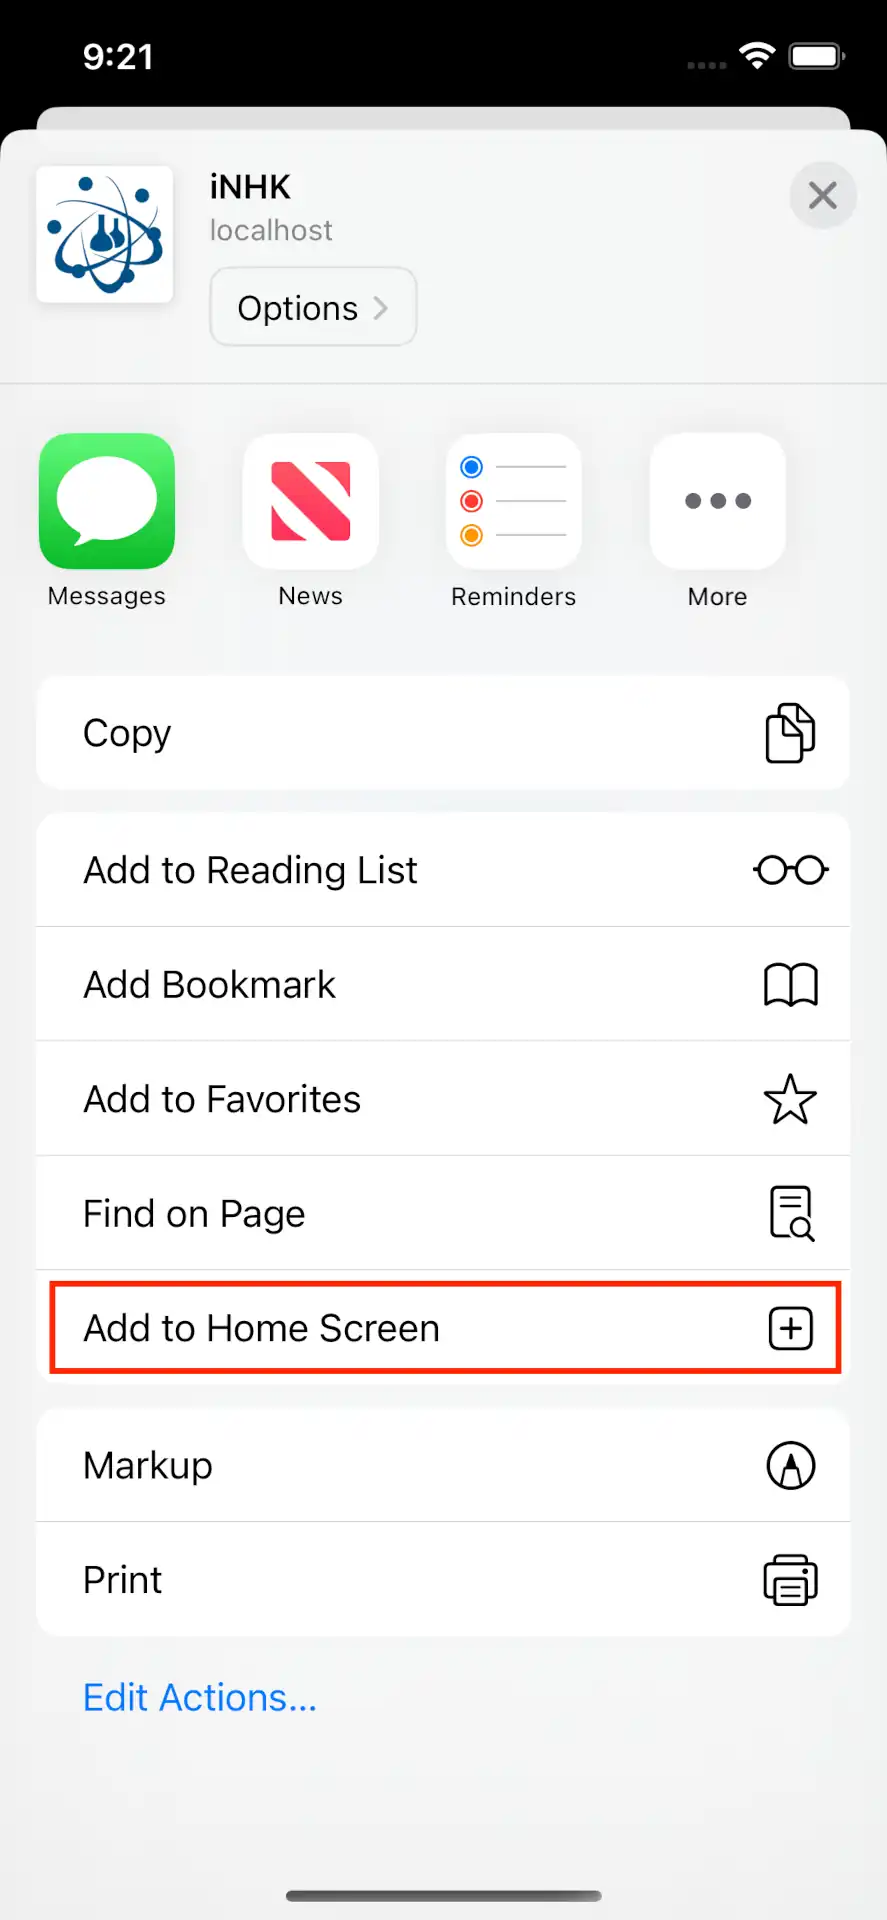 9:21
iNHK
localhost
Options
Messages
News
Reminders
More
Copy
Add to Reading List
Add Bookmark
Add to Favorites
Find on Page
Add to Home Screen
Markup
Print
Edit Actions...